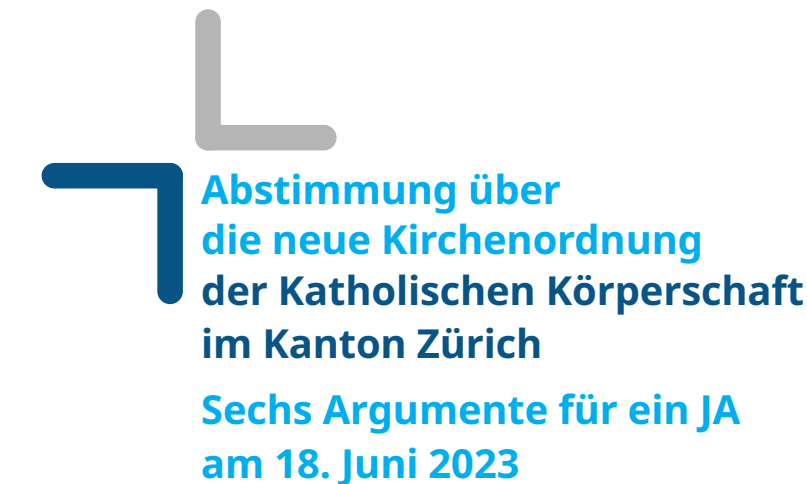 Abstimmung über
die neue Kirchenordnung
der Katholischen Körperschaft
im Kanton Zürich
Sechs Argumente für ein JA
am 18. Juni 2023